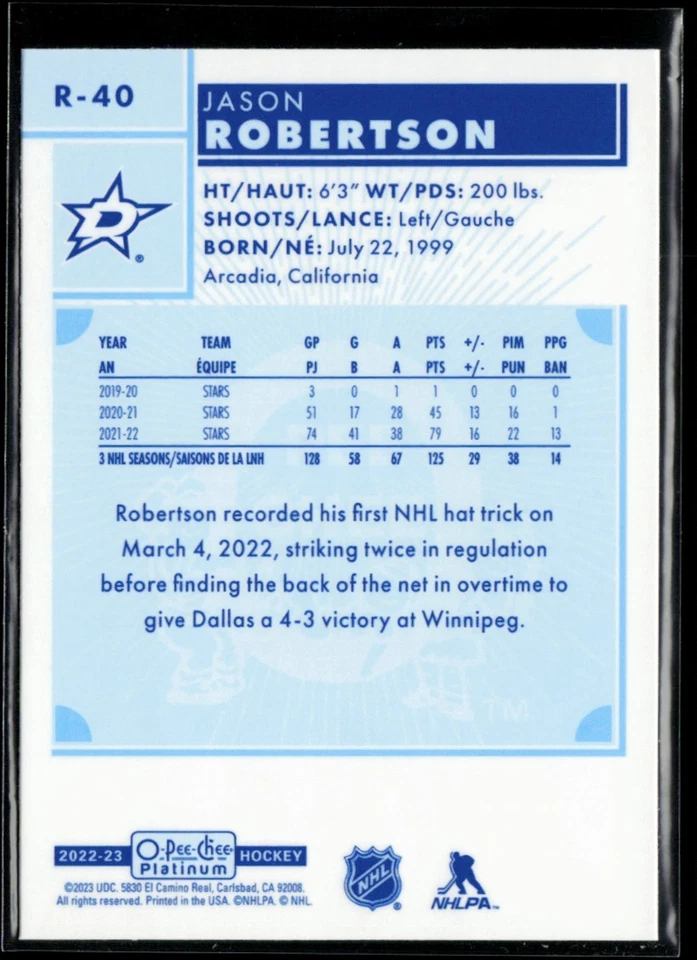 R-40
JASON
ROBERTSON
D
®
HT/HAUT: 6'3" WT/PDS: 200 lbs.
SHOOTS/LANCE: Left/Gauche
BORN/NÉ: July 22, 1999
Arcadia, California
YEAR TEAM GP G A PTS +/- PIM PPG
AN ÉQUIPE PJ B A PTS +/- PUN BAN
2019-20 STARS 3 0 1 1 0 0 0
2020-21 STARS 51 17 28 45 13 16 1
2021-22 STARS 74 41 38 79 16 22 13
3 NHL SEASONS/SAISONS DE LA LNH 128 58 67 125 29 38 14
Robertson recorded his first NHL hat trick on
March 4, 2022, striking twice in regulation
before finding the back of the net in overtime to
give Dallas a 4-3 victory at Winnipeg.
TM
2022-23 O-Pee-Chee Platinum HOCKEY
©2023 UDC. 5830 El Camino Real, Carlsbad, CA 92008.
All rights reserved. Printed in the USA. ©NHLPA. © NHL.
NHL ®
NHLPA™